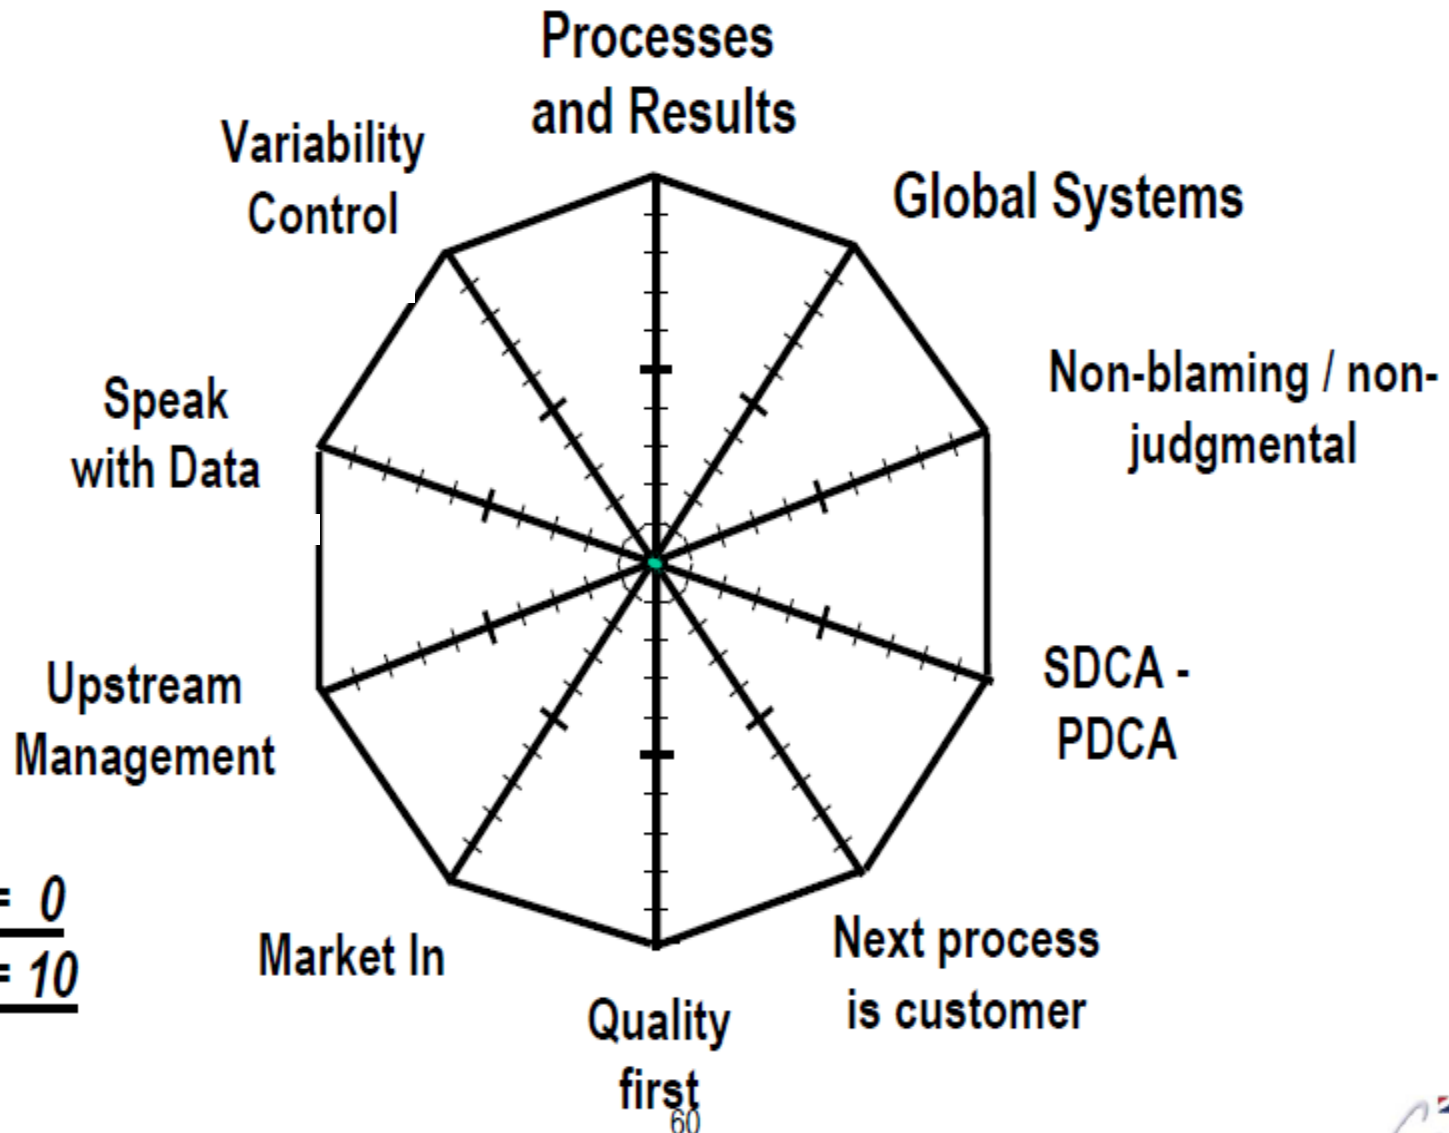 Processes
and Results
Variability
Control
Global Systems
Non-blaming / non-
judgmental
Speak
with Data
SDCA -
PDCA
Upstream
Management
= 0
= 10
Market In
Next process
is customer
Quality
first
60